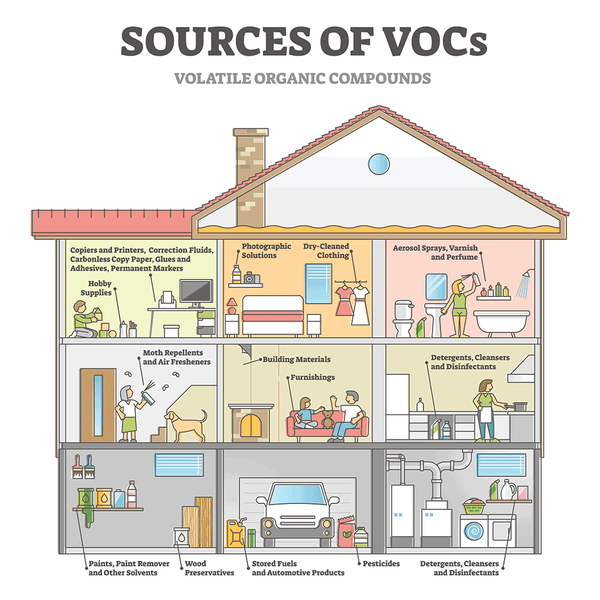 SOURCES OF VOCs
VOLATILE ORGANIC COMPOUNDS
Copiers and Printers, Correction Fluids,
Carbonless Copy Paper, Glues and
Adhesives, Permanent Markers
Hobby
Supplies
Photographic
Solutions
Dry-Cleaned
Clothing
Aerosol Sprays, Varnish
and Perfume
Moth Repellents
and Air Fresheners
Building Materials
Furnishings
Detergents, Cleansers
and Disinfectants
Paints, Paint Remover
and Other Solvents
Wood
Preservatives
Stored Fuels
and Automotive Products
Pesticides
Detergents, Cleansers
and Disinfectants